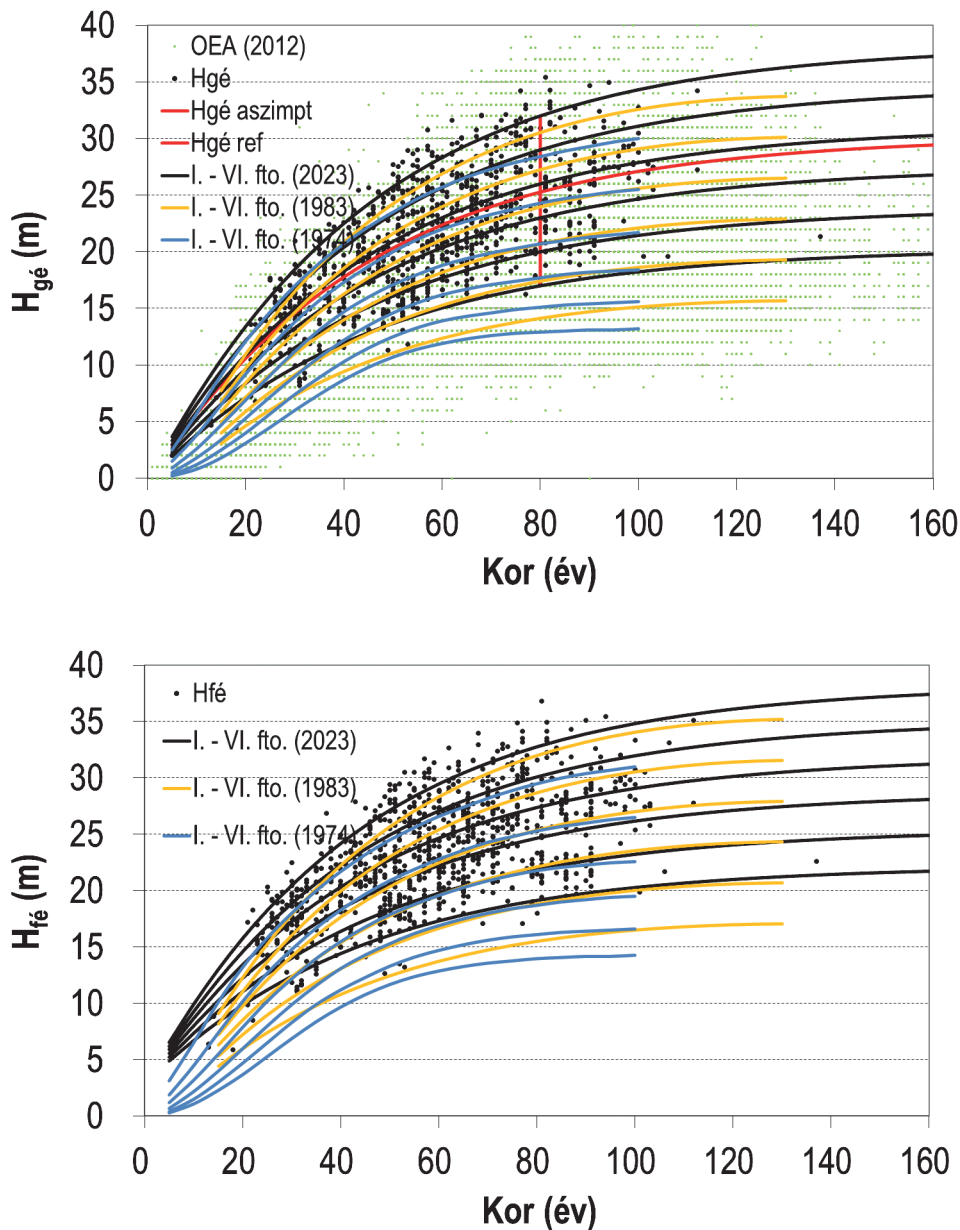 40
35
30
25
20
15
10
5
0
H gé (m)
OEA (2012)
Hgé
Hgé aszimpt
Hgé ref
I. - VI. fto. (2023)
I. - VI. fto. (1983)
I. - VI. fto. (1974)
0 20 40 60 80 100 120 140 160
Kor (év)
40
35
30
25
20
15
10
5
0
H fé (m)
Hfé
I. - VI. fto. (2023)
I. - VI. fto. (1983)
I. - VI. fto. (1974)
0 20 40 60 80 100 120 140 160
Kor (év)